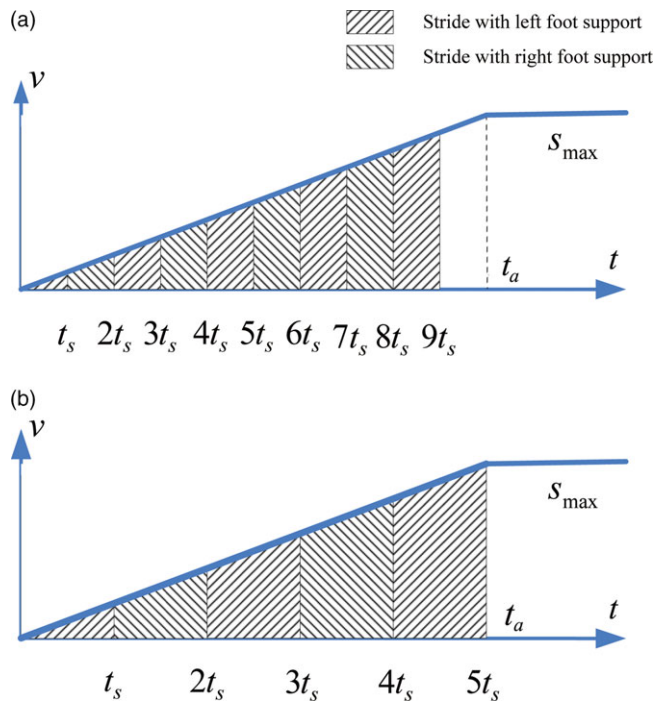 (a)
Stride with left foot support
Stride with right foot support
v
s_max
t_a
t
t_s 2t_s 3t_s 4t_s 5t_s 6t_s 7t_s 8t_s 9t_s
(b)
v
s_max
t_a
t
t_s 2t_s 3t_s 4t_s 5t_s